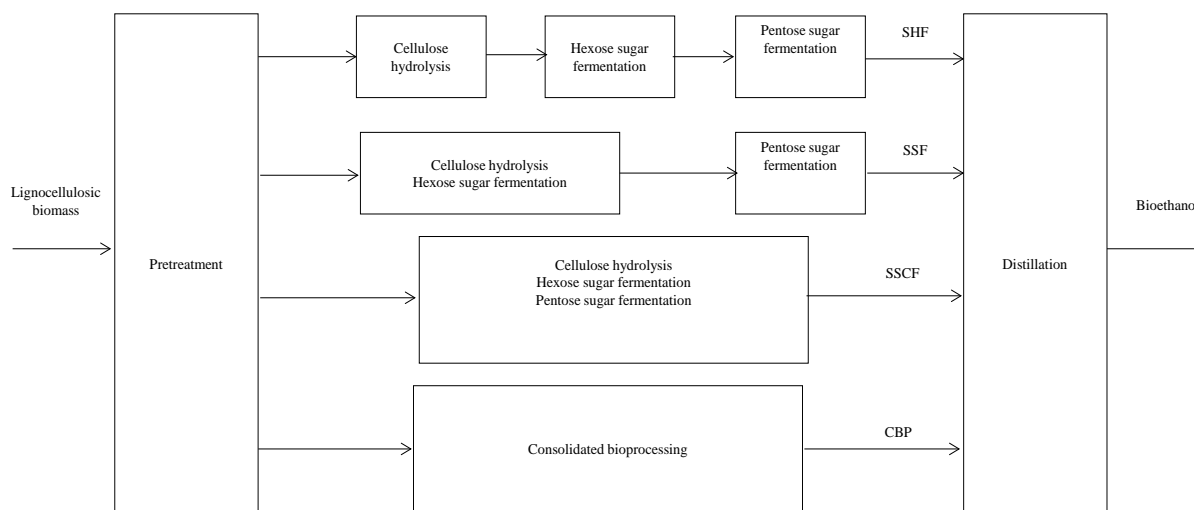 Lignocellulosic
biomass
Pretreatment
Cellulose
hydrolysis
Hexose sugar
fermentation
Pentose sugar
fermentation
SHF
Cellulose hydrolysis
Hexose sugar fermentation
Pentose sugar
fermentation
SSF
Cellulose hydrolysis
Hexose sugar fermentation
Pentose sugar fermentation
SSCF
Consolidated bioprocessing
CBP
Distillation
Bioethano